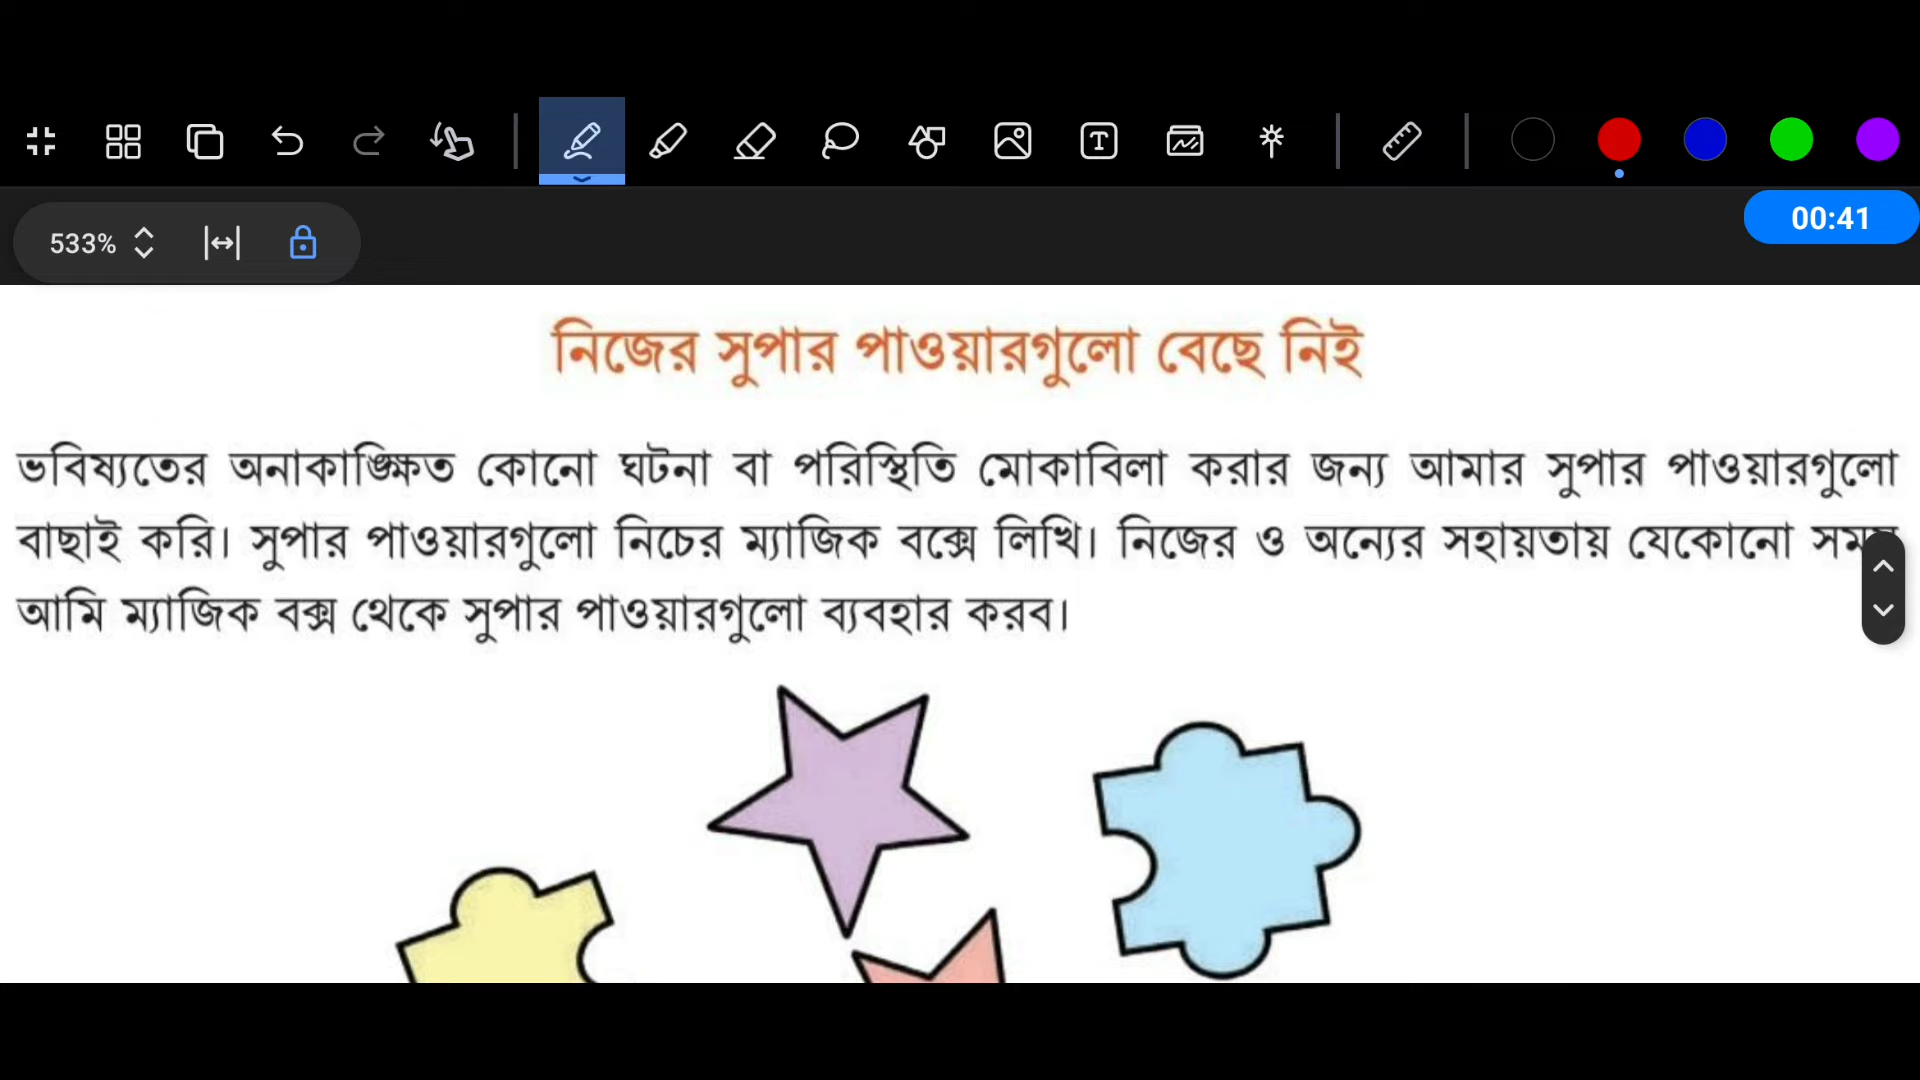 533%
00:41
নিজের সুপার পাওয়ারগুলো বেছে নিই
ভবিষ্যতের অনাকাঙ্ক্ষিত কোনো ঘটনা বা পরিস্থিতি মোকাবিলা করার জন্য আমার সুপার পাওয়ারগুলো
বাছাই করি। সুপার পাওয়ারগুলো নিচের ম্যাজিক বক্সে লিখি। নিজের ও অন্যের সহায়তায় যেকোনো সময়
আমি ম্যাজিক বক্স থেকে সুপার পাওয়ারগুলো ব্যবহার করব।